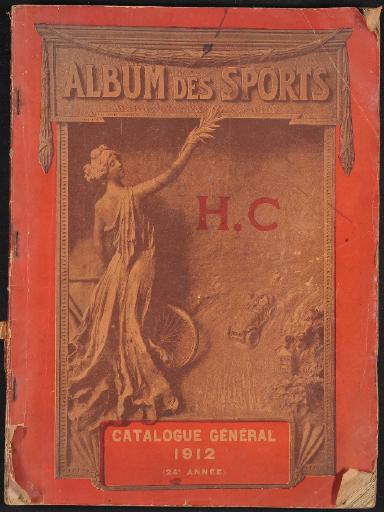 ALBUM DES SPORTS
H.C
CATALOGUE GÉNÉRAL
1912
(24e ANNÉE)